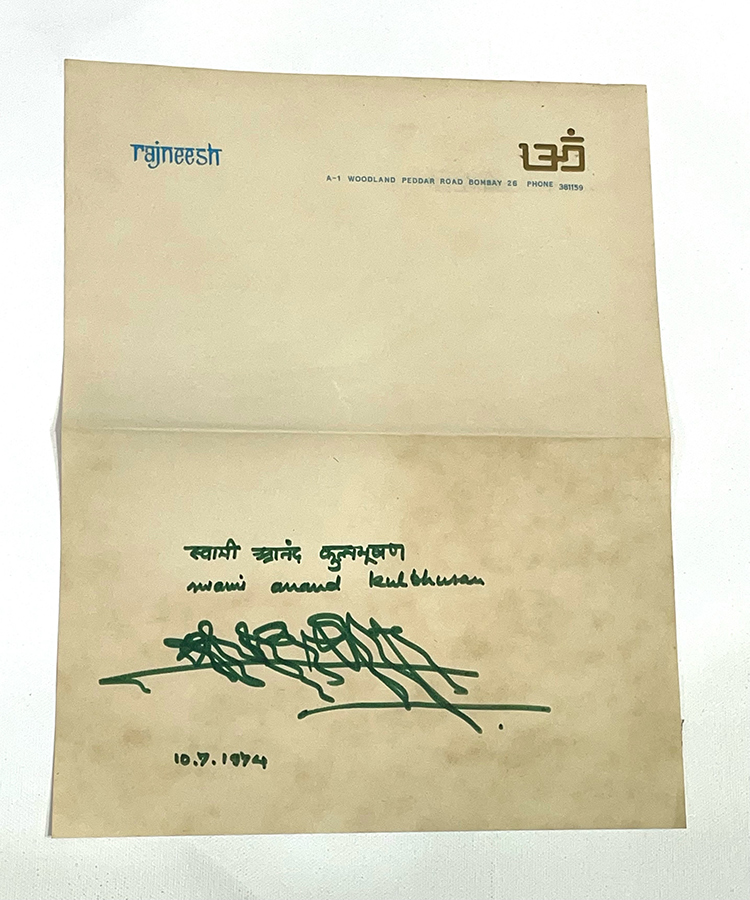 rajneesh
A-1 WOODLAND PEDDAR ROAD BOMBAY 26 PHONE 381159
स्वामी आनंद कुलभूषण
swami anand kulbhusan
10.7.1974